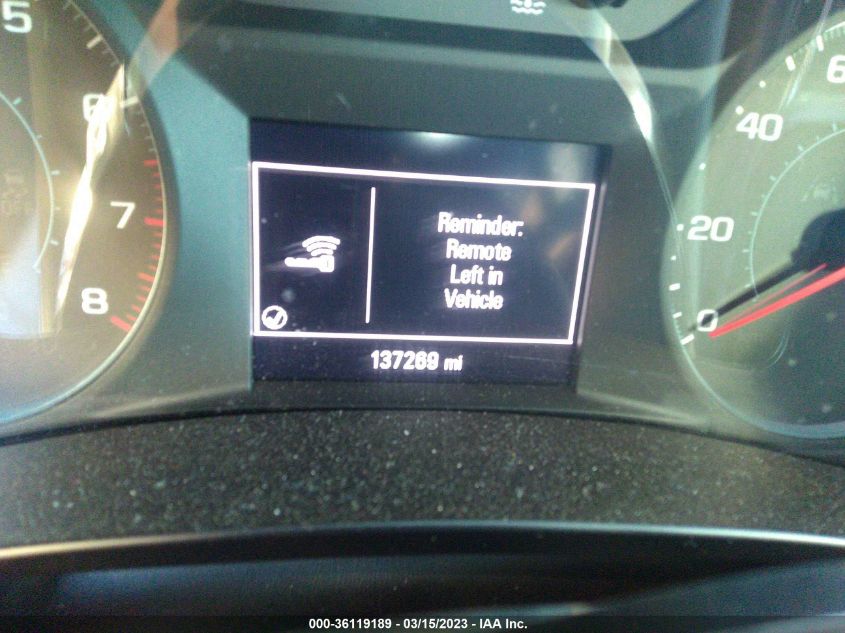 5
6
7
8
Reminder:
Remote
Left in
Vehicle
137269 mi
0
20
40
60
000-36119189 - 03/15/2023 - IAA Inc.